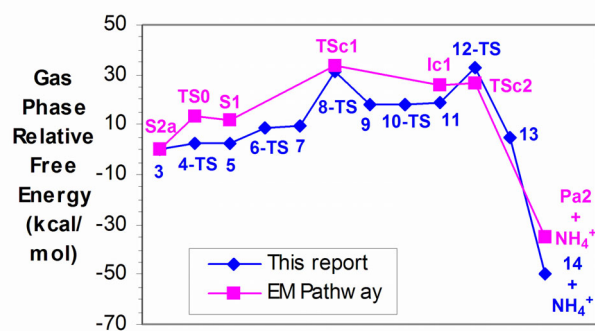 Gas
Phase
Relative
Free
Energy
(kcal/
mol)
50
30
10
-10
-30
-50
-70
S2a
TS0
S1
TSc1
Ic1
12-TS
TSc2
3
4-TS
5
6-TS
7
8-TS
9
10-TS
11
13
Pa2
+
NH₄⁺
14
+
NH₄⁺
This report
EM Pathway